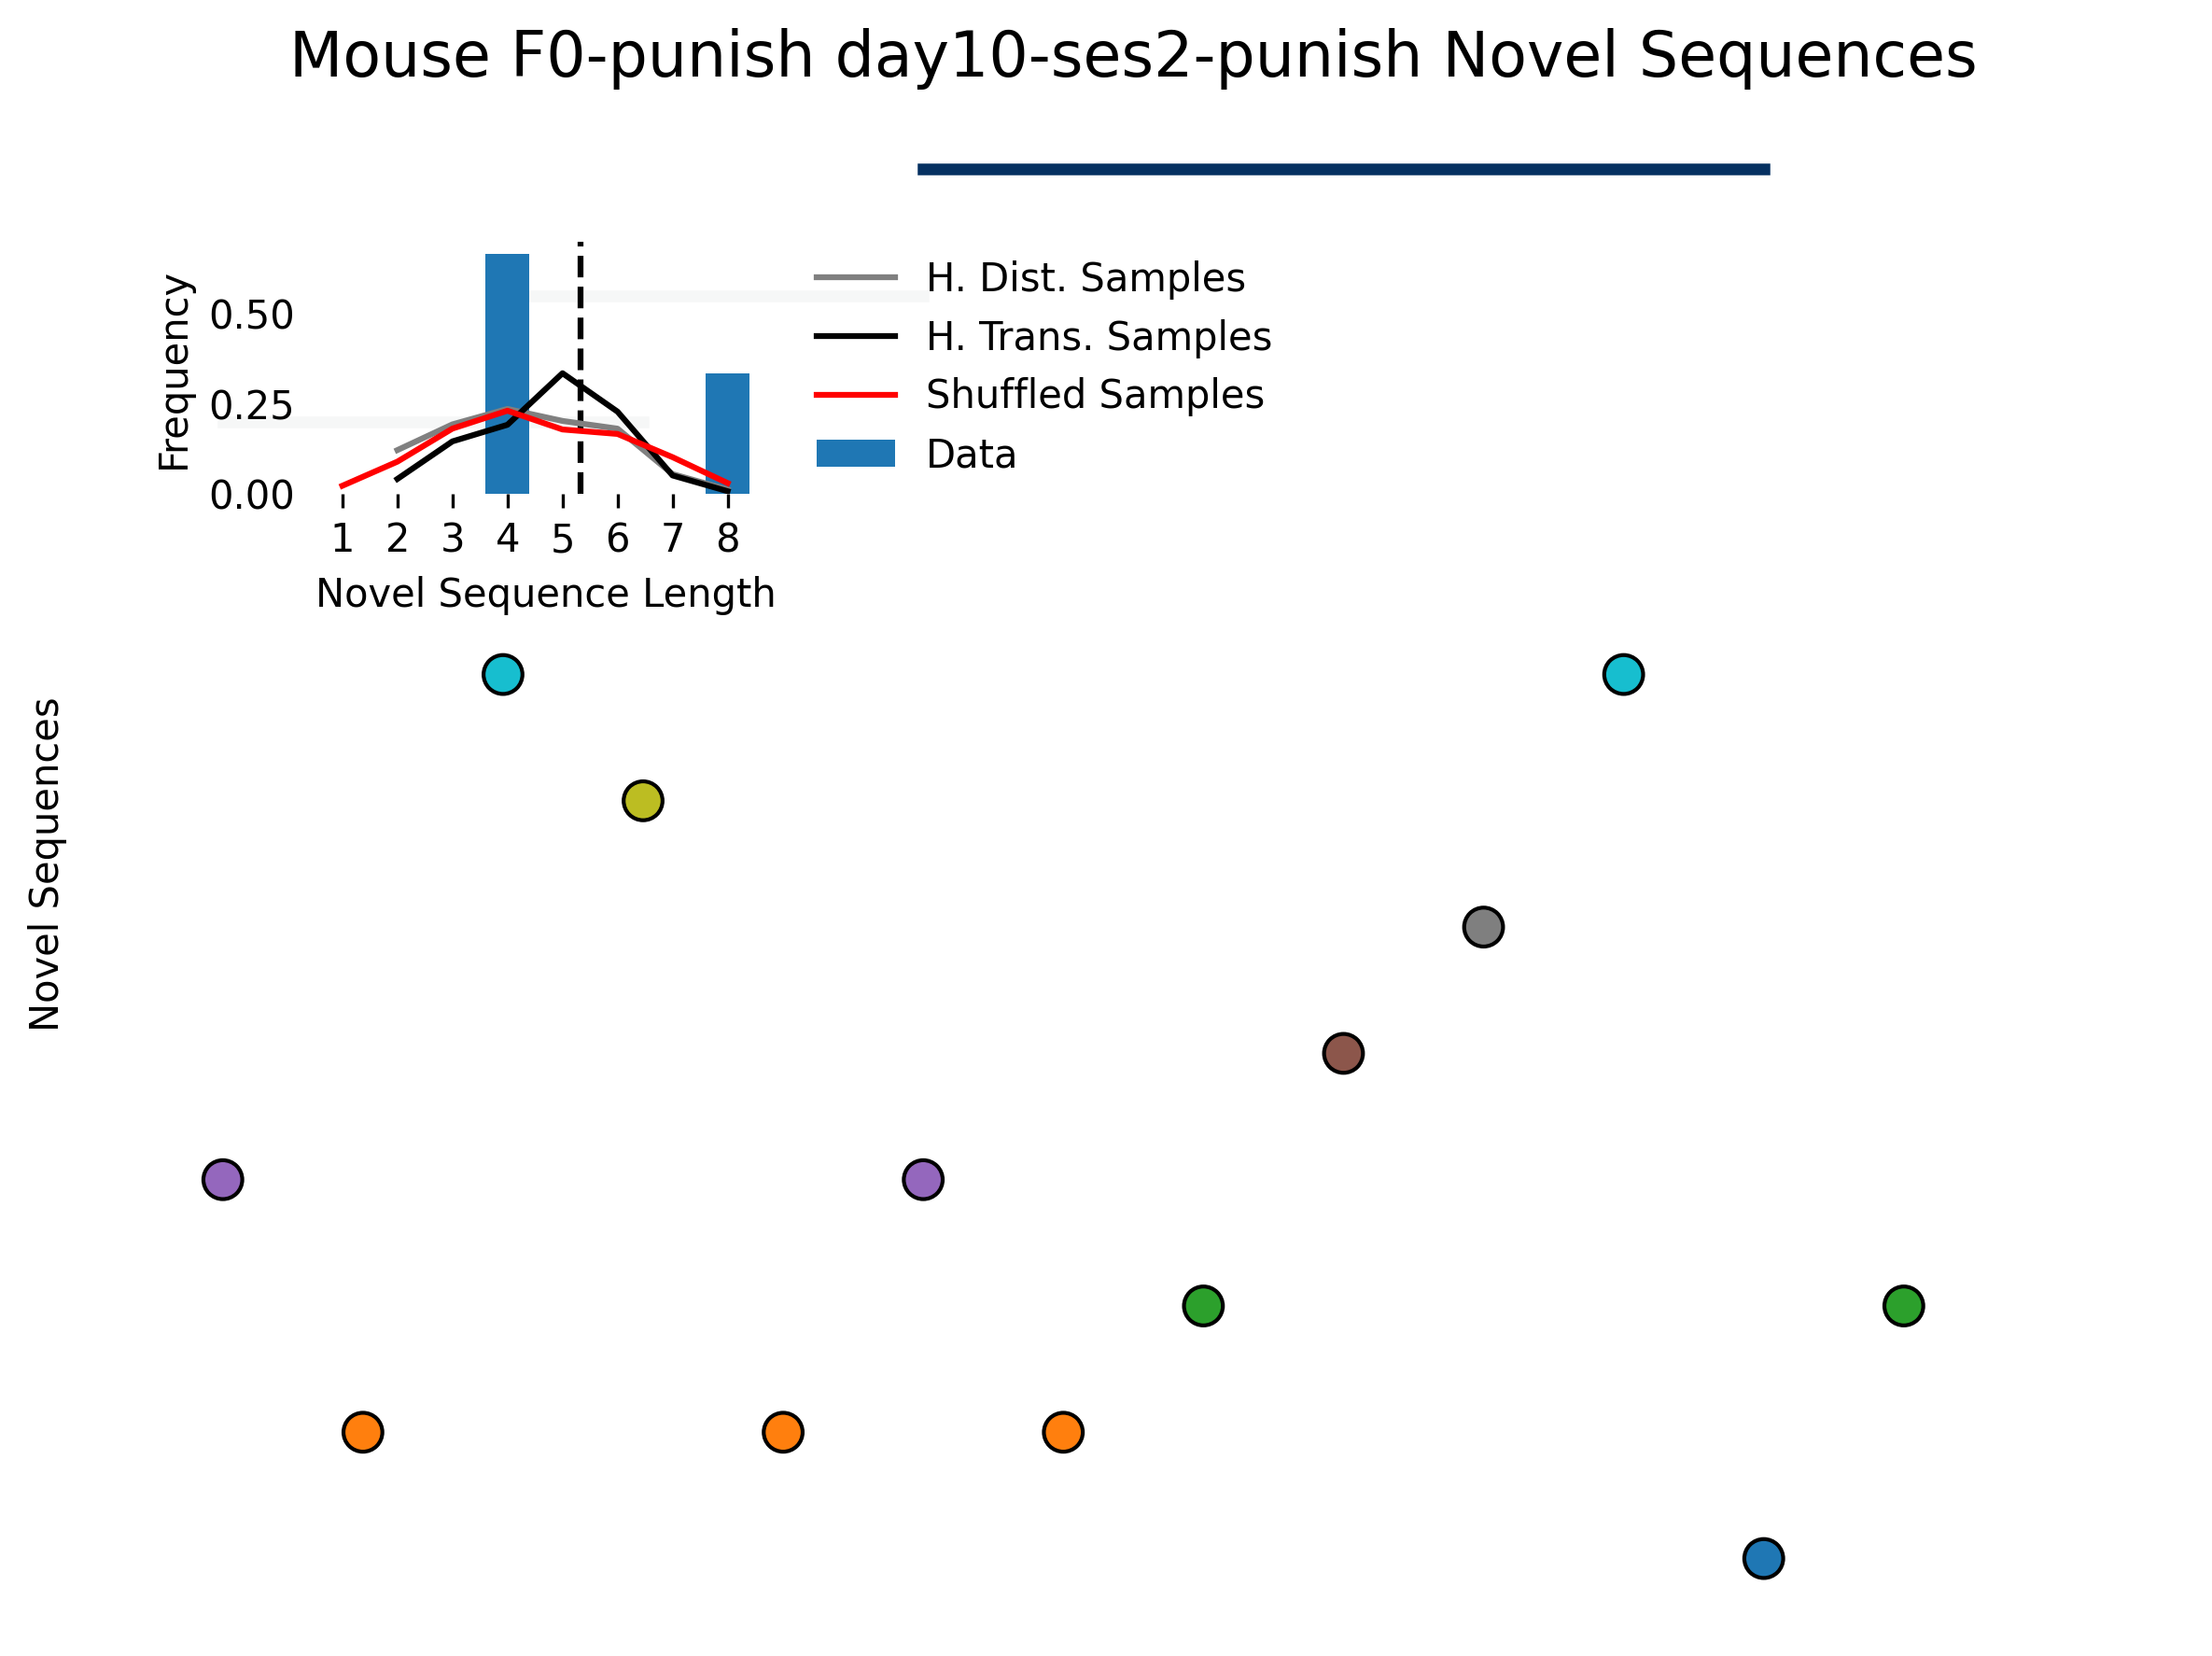 Mouse F0-punish day10-ses2-punish Novel Sequences
Frequency
0.50
0.25
0.00
1 2 3 4 5 6 7 8
Novel Sequence Length
H. Dist. Samples
H. Trans. Samples
Shuffled Samples
Data
Novel Sequences